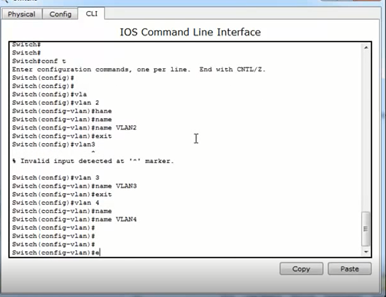 Physical Config CLI
IOS Command Line Interface
Switch#
Switch#
Switch#conf t
Enter configuration commands, one per line.  End with CNTL/Z.
Switch(config)#
Switch(config)#
Switch(config)#vla
Switch(config)#vlan 2
Switch(config-vlan)#hane
Switch(config-vlan)#name
Switch(config-vlan)#name VLAN2
Switch(config-vlan)#exit
Switch(config)#vlan3
^
% Invalid input detected at '^' marker.
Switch(config)#vlan 3
Switch(config-vlan)#name VLAN3
Switch(config-vlan)#exit
Switch(config)#vlan 4
Switch(config-vlan)#name
Switch(config-vlan)#name VLAN4
Switch(config-vlan)#
Switch(config-vlan)#
Switch(config-vlan)#
Switch(config-vlan)#e
Copy Paste